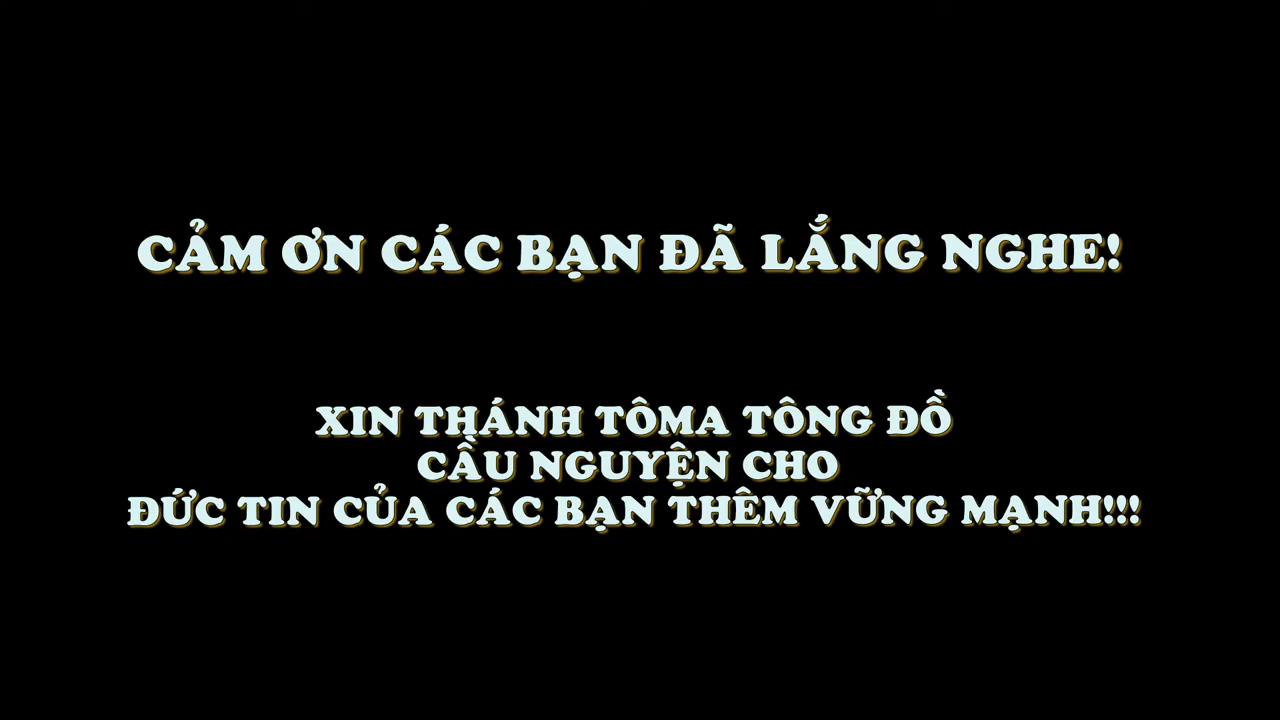 CẢM ƠN CÁC BẠN ĐÃ LẮNG NGHE!
XIN THÁNH TÔMA TÔNG ĐỒ
CẦU NGUYỆN CHO
ĐỨC TIN CỦA CÁC BẠN THÊM VỮNG MẠNH!!!